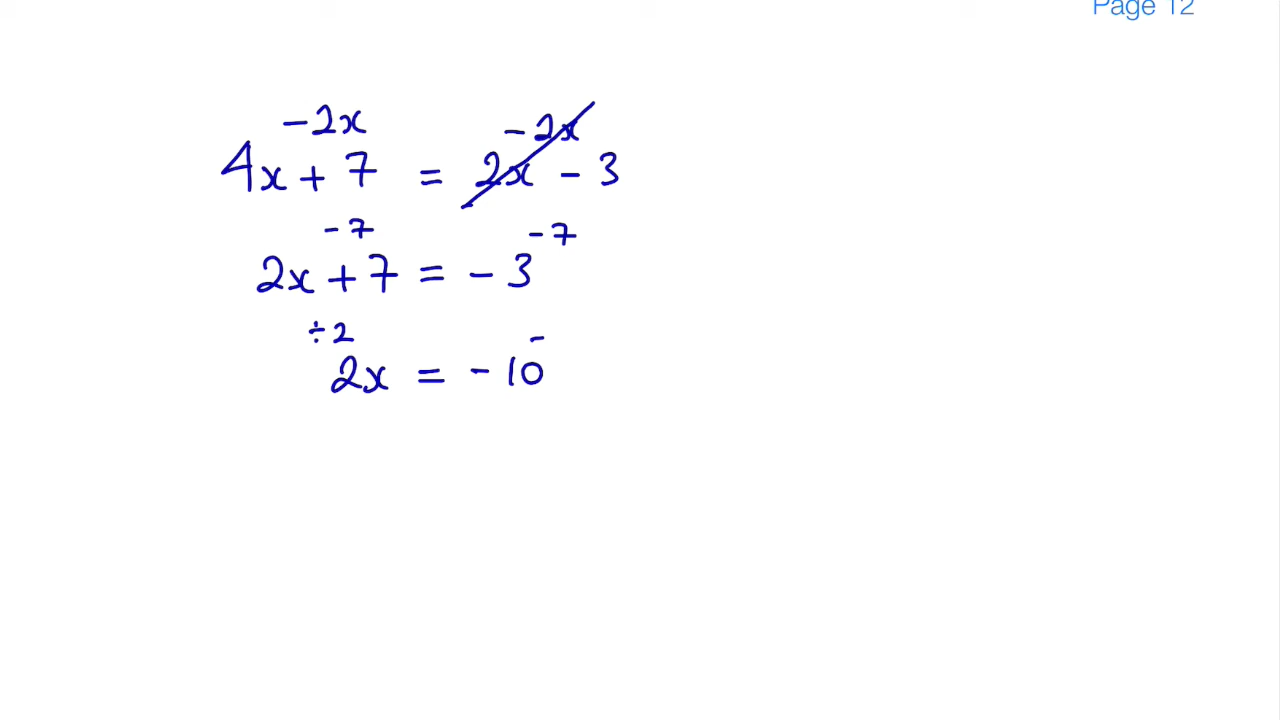 Page 12
-2x -2x
4x + 7 = 2x - 3
-7 -7
2x + 7 = -3
÷2 -
2x = -10